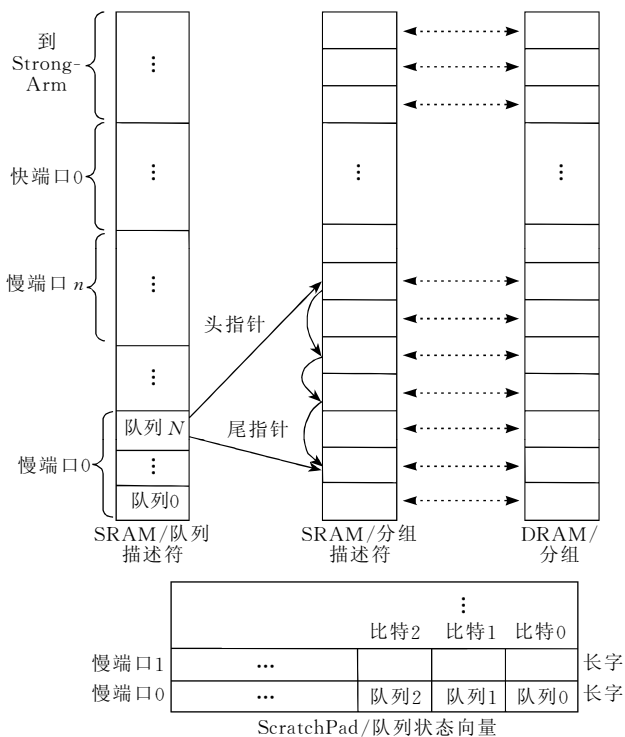 到
Strong-
Arm
⋮
快端口0
⋮
⋮
慢端口n
⋮
头指针
⋮
队列N
尾指针
慢端口0
⋮
队列0
SRAM/队列
描述符
SRAM/分组
描述符
DRAM/
分组
⋮
比特2 比特1 比特0
慢端口1 … 长字
慢端口0 … 队列2 队列1 队列0 长字
ScratchPad/队列状态向量